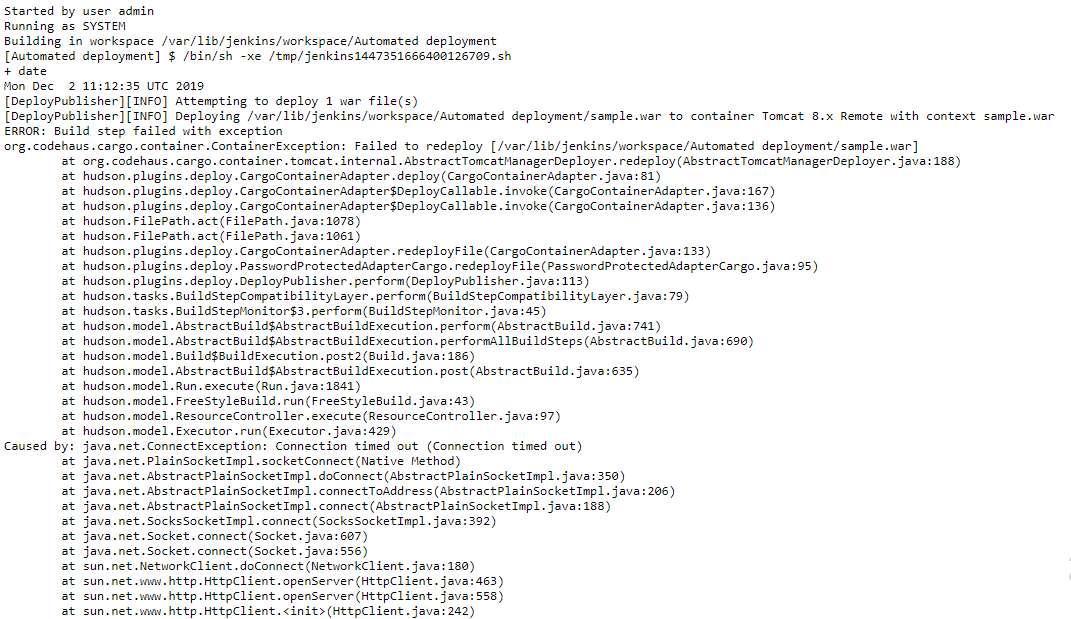 Started by user admin
Running as SYSTEM
Building in workspace /var/lib/jenkins/workspace/Automated deployment
[Automated deployment] $ /bin/sh -xe /tmp/jenkins1447351666400126709.sh
+ date
Mon Dec  2 11:12:35 UTC 2019
[DeployPublisher][INFO] Attempting to deploy 1 war file(s)
[DeployPublisher][INFO] Deploying /var/lib/jenkins/workspace/Automated deployment/sample.war to container Tomcat 8.x Remote with context sample.war
ERROR: Build step failed with exception
org.codehaus.cargo.container.ContainerException: Failed to redeploy [/var/lib/jenkins/workspace/Automated deployment/sample.war]
	at org.codehaus.cargo.container.tomcat.internal.AbstractTomcatManagerDeployer.redeploy(AbstractTomcatManagerDeployer.java:188)
	at hudson.plugins.deploy.CargoContainerAdapter.deploy(CargoContainerAdapter.java:81)
	at hudson.plugins.deploy.CargoContainerAdapter$DeployCallable.invoke(CargoContainerAdapter.java:167)
	at hudson.plugins.deploy.CargoContainerAdapter$DeployCallable.invoke(CargoContainerAdapter.java:136)
	at hudson.FilePath.act(FilePath.java:1078)
	at hudson.FilePath.act(FilePath.java:1061)
	at hudson.plugins.deploy.CargoContainerAdapter.redeployFile(CargoContainerAdapter.java:133)
	at hudson.plugins.deploy.PasswordProtectedAdapterCargo.redeployFile(PasswordProtectedAdapterCargo.java:95)
	at hudson.plugins.deploy.DeployPublisher.perform(DeployPublisher.java:113)
	at hudson.tasks.BuildStepCompatibilityLayer.perform(BuildStepCompatibilityLayer.java:79)
	at hudson.tasks.BuildStepMonitor$3.perform(BuildStepMonitor.java:45)
	at hudson.model.AbstractBuild$AbstractBuildExecution.perform(AbstractBuild.java:741)
	at hudson.model.AbstractBuild$AbstractBuildExecution.performAllBuildSteps(AbstractBuild.java:690)
	at hudson.model.Build$BuildExecution.post2(Build.java:186)
	at hudson.model.AbstractBuild$AbstractBuildExecution.post(AbstractBuild.java:635)
	at hudson.model.Run.execute(Run.java:1841)
	at hudson.model.FreeStyleBuild.run(FreeStyleBuild.java:43)
	at hudson.model.ResourceController.execute(ResourceController.java:97)
	at hudson.model.Executor.run(Executor.java:429)
Caused by: java.net.ConnectException: Connection timed out (Connection timed out)
	at java.net.PlainSocketImpl.socketConnect(Native Method)
	at java.net.AbstractPlainSocketImpl.doConnect(AbstractPlainSocketImpl.java:350)
	at java.net.AbstractPlainSocketImpl.connectToAddress(AbstractPlainSocketImpl.java:206)
	at java.net.AbstractPlainSocketImpl.connect(AbstractPlainSocketImpl.java:188)
	at java.net.SocksSocketImpl.connect(SocksSocketImpl.java:392)
	at java.net.Socket.connect(Socket.java:607)
	at java.net.Socket.connect(Socket.java:556)
	at sun.net.NetworkClient.doConnect(NetworkClient.java:180)
	at sun.net.www.http.HttpClient.openServer(HttpClient.java:463)
	at sun.net.www.http.HttpClient.openServer(HttpClient.java:558)
	at sun.net.www.http.HttpClient.<init>(HttpClient.java:242)